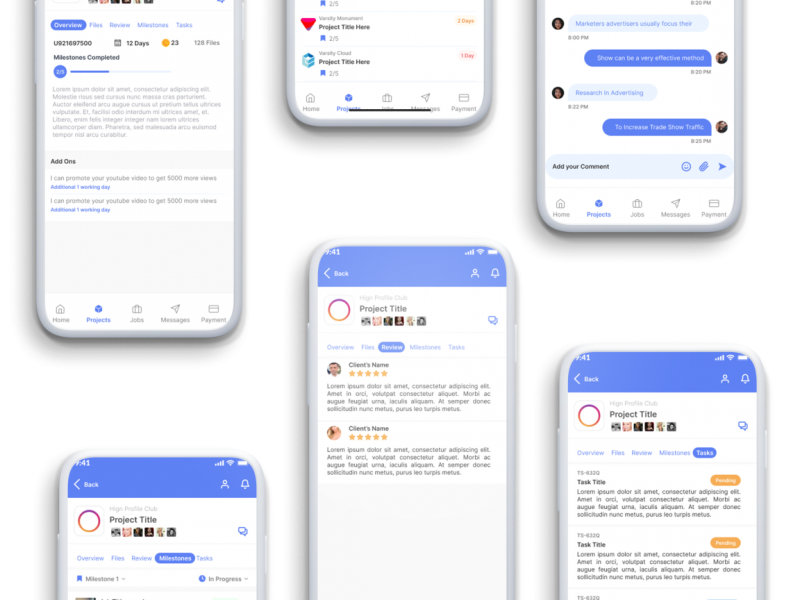 Overview Files Review Milestones Tasks
U921697500 12 Days 23 128 Files
Milestones Completed
2/5
Lorem ipsum dolor sit amet, consectetur adipiscing elit.
Mauris lectus non massa cras parturient.
Auctor eleifend arcu augue cursus ut pretium tellus ultrices
vulputate. Et, facilisi odio interdum mi ultrices amet, et.
Libero, enim felis integer integer mauris ultrices
ullamcorper diam. Pharetra, sed malesuada arcu euismod
tempor nisl arcu curabitur.
Add Ons
I can promote your youtube video to get 5000 more views
Additional 1 working day
I can promote your youtube video to get 5000 more views
Additional 1 working day
Home Projects Jobs Messages Payment
Varsity Monument
Project Title Here
2 Days
2/5
Varsity Cloud
Project Title Here
1 Day
2/5
Home Projects Jobs Messages Payment
8:20 PM
Marketers advertisers usually focus their
8:00 PM
Show can be a very effective method
8:20 PM
Research In Advertising
8:22 PM
To Increase Trade Show Traffic
8:25 PM
Add your Comment
Home Projects Jobs Messages Payment
9:41
Back
Hign Profile Club
Project Title
Overview Files Review Milestones Tasks
Client's Name
Lorem ipsum dolor sit amet, consectetur adipiscing elit.
Amet in orci, volutpat consectetur aliquet. Morbi ac
augue feugiat urna, iaculis aliquam. At semper donec
sollicitudin nunc metus, purus leo turpis metus.
Client's Name
Lorem ipsum dolor sit amet, consectetur adipiscing elit.
Amet in orci, volutpat consectetur aliquet. Morbi ac
augue feugiat urna, iaculis aliquam. At semper donec
sollicitudin nunc metus, purus leo turpis metus.
9:41
Back
Hign Profile Club
Project Title
Overview Files Review Milestones Tasks
TS-632Q
Task Title
Pending
Lorem ipsum dolor sit amet, consectetur adipiscing elit.
Amet in orci, volutpat consectetur aliquet. Morbi ac
augue feugiat urna, iaculis aliquam. At semper donec
sollicitudin nunc metus, purus leo turpis metus.
TS-632Q
Task Title
Pending
Lorem ipsum dolor sit amet, consectetur adipiscing elit.
Amet in orci, volutpat consectetur aliquet. Morbi ac
augue feugiat urna, iaculis aliquam. At semper donec
sollicitudin nunc metus, purus leo turpis metus.
TS-632Q
9:41
Back
Hign Profile Club
Project Title
Overview Files Review Milestones Tasks
Milestone 1 In Progress